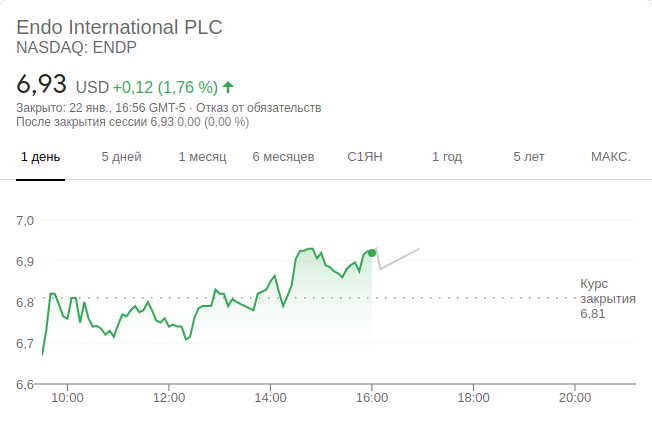 Endo International PLC
NASDAQ: ENDP
6,93 USD +0,12 (1,76 %)
Закрыто: 22 янв., 16:56 GMT-5 · Отказ от обязательств
После закрытия сессии 6,93 0,00 (0,00 %)
1 день 5 дней 1 месяц 6 месяцев С1ЯН 1 год 5 лет МАКС.
7,0
6,9
Курс
6,8 закрытия
6,81
6,7
6,6
10:00 12:00 14:00 16:00 18:00 20:00